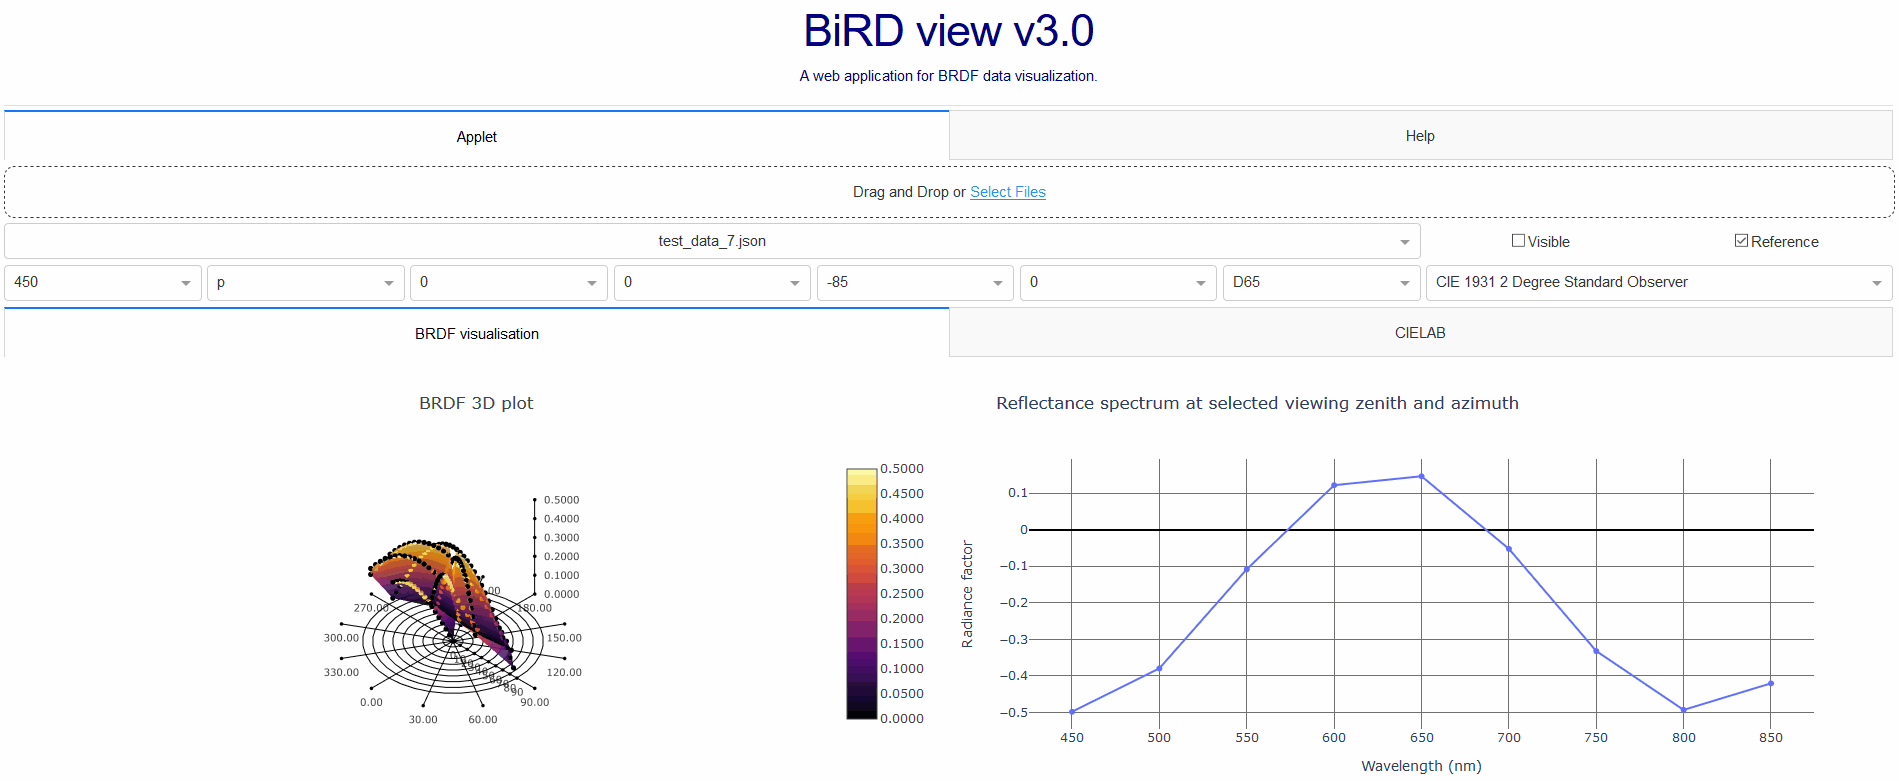 BiRD view v3.0
A web application for BRDF data visualization.
Applet Help
Drag and Drop or Select Files
test_data_7.json Visible Reference
450 p 0 0 -85 0 D65 CIE 1931 2 Degree Standard Observer
BRDF visualisation CIELAB
BRDF 3D plot
0.5000
0.4000
0.3000
0.2000
0.1000
0.0000
270.00 180.00
300.00 150.00
330.00 120.00
0.00 90.00
30.00 60.00
90
0.5000
0.4500
0.4000
0.3500
0.3000
0.2500
0.2000
0.1500
0.1000
0.0500
0.0000
Reflectance spectrum at selected viewing zenith and azimuth
Radiance factor
0.1
0
−0.1
−0.2
−0.3
−0.4
−0.5
450 500 550 600 650 700 750 800 850
Wavelength (nm)